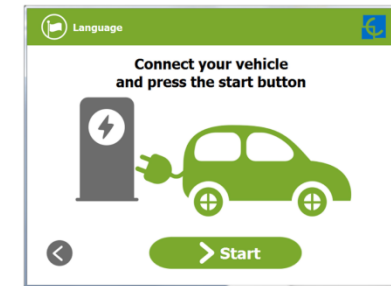 Language
Connect your vehicle
and press the start button
Start